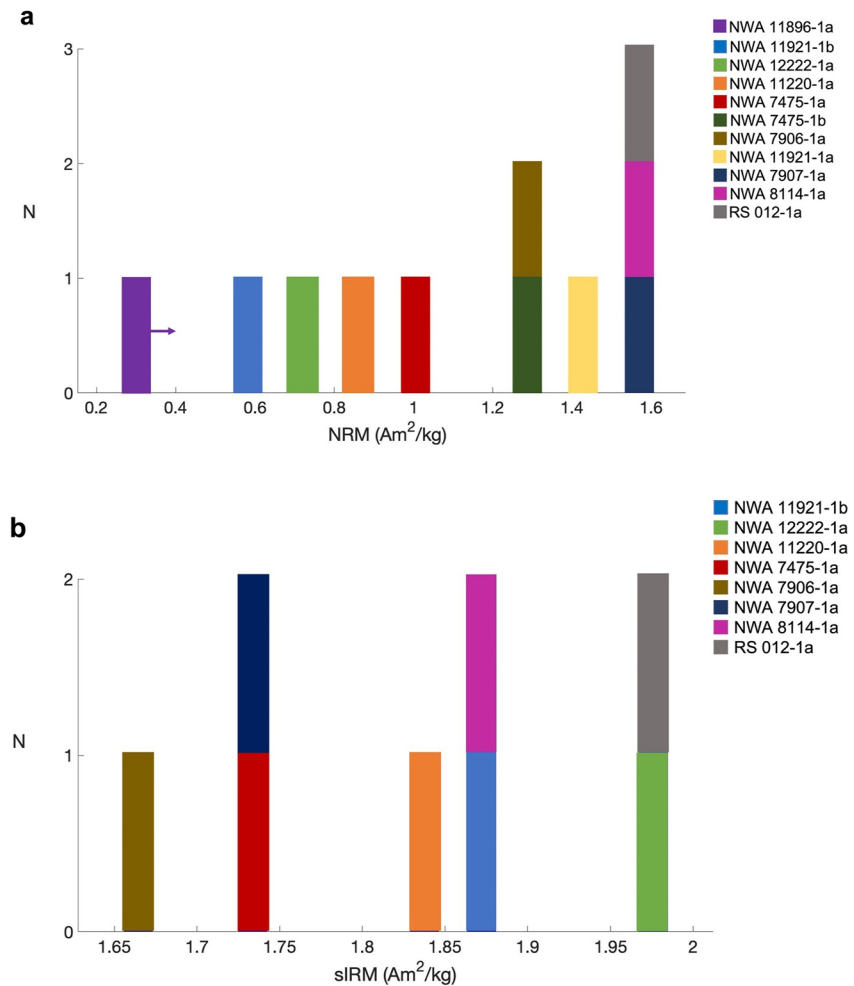 a
3
2
N
1
0
0.2 0.4 0.6 0.8 1 1.2 1.4 1.6
NRM (Am²/kg)
NWA 11896-1a
NWA 11921-1b
NWA 12222-1a
NWA 11220-1a
NWA 7475-1a
NWA 7475-1b
NWA 7906-1a
NWA 11921-1a
NWA 7907-1a
NWA 8114-1a
RS 012-1a
b
2
N
1
0
1.65 1.7 1.75 1.8 1.85 1.9 1.95 2
sIRM (Am²/kg)
NWA 11921-1b
NWA 12222-1a
NWA 11220-1a
NWA 7475-1a
NWA 7906-1a
NWA 7907-1a
NWA 8114-1a
RS 012-1a